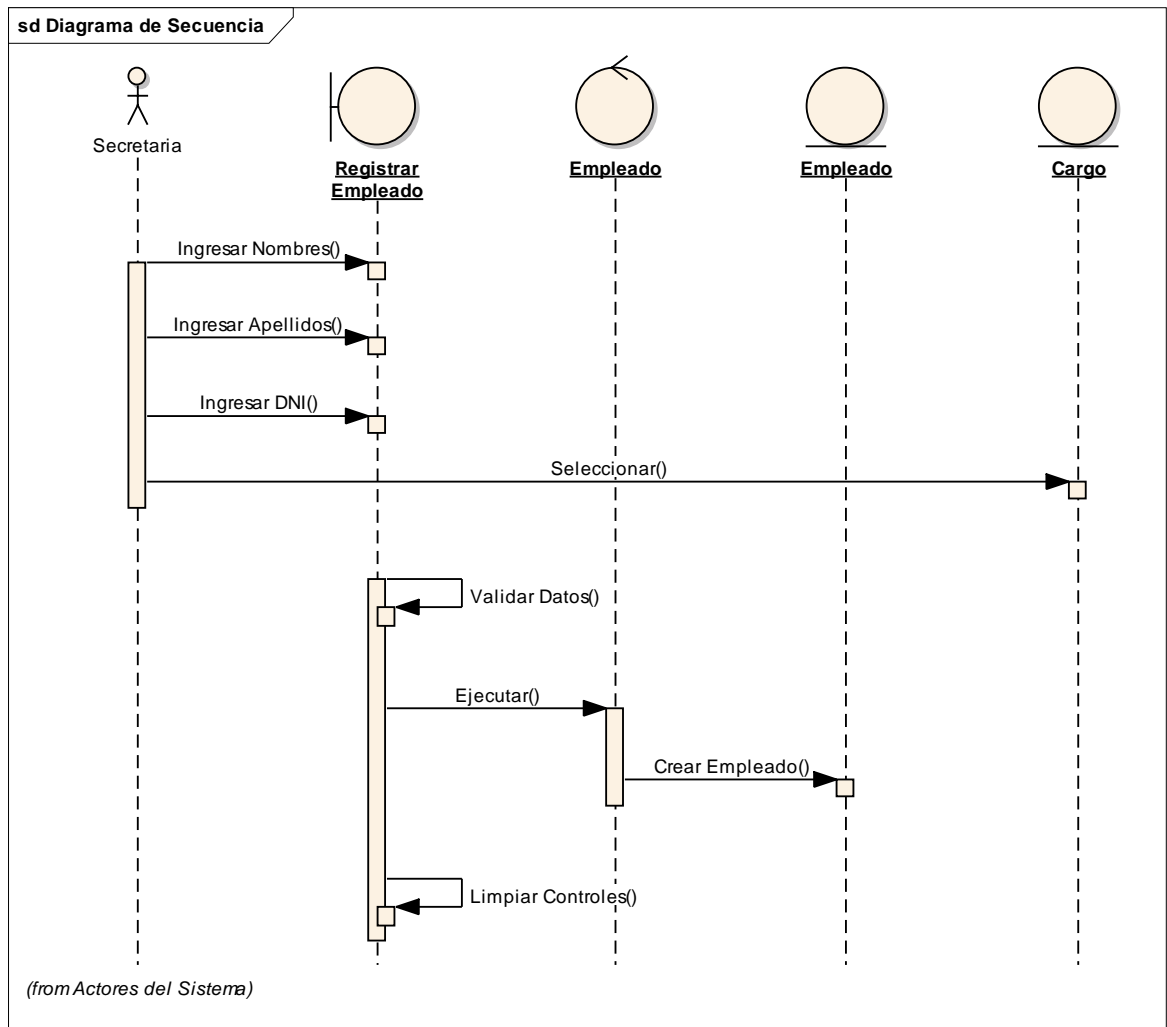 sd Diagrama de Secuencia
Secretaria
Registrar
Empleado
Empleado
Empleado
Cargo
Ingresar Nombres()
Ingresar Apellidos()
Ingresar DNI()
Seleccionar()
Validar Datos()
Ejecutar()
Crear Empleado()
Limpiar Controles()
(from Actores del Sistema)